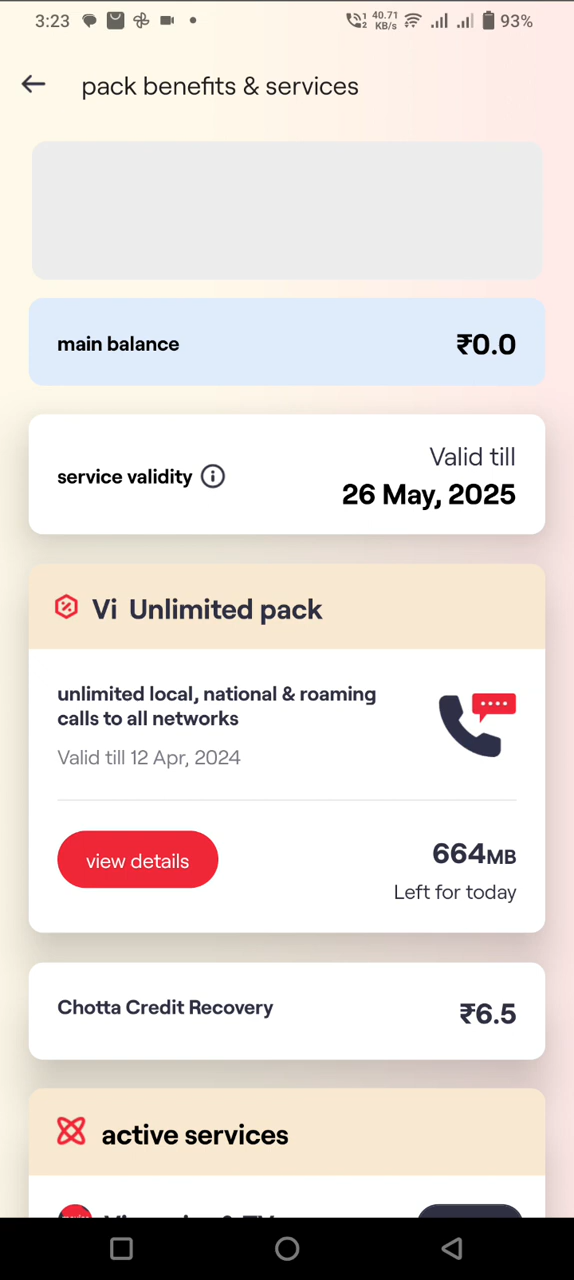 3:23
40.71 KB/s
93%
pack benefits & services
main balance
₹0.0
service validity
Valid till
26 May, 2025
Vi Unlimited pack
unlimited local, national & roaming
calls to all networks
Valid till 12 Apr, 2024
view details
664MB
Left for today
Chotta Credit Recovery
₹6.5
active services